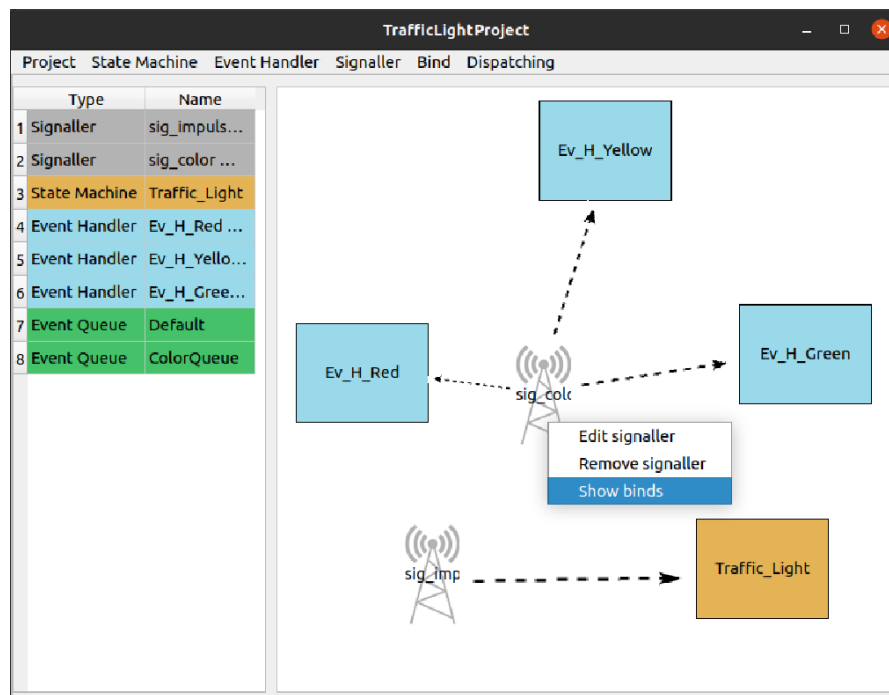 TrafficLightProject
Project State Machine Event Handler Signaller Bind Dispatching
Type Name
1 Signaller sig_impuls...
2 Signaller sig_color ...
3 State Machine Traffic_Light
4 Event Handler Ev_H_Red ...
5 Event Handler Ev_H_Yello...
6 Event Handler Ev_H_Gree...
7 Event Queue Default
8 Event Queue ColorQueue
Ev_H_Yellow
Ev_H_Green
Ev_H_Red
sig_colo
Edit signaller
Remove signaller
Show binds
sig_imp
Traffic_Light